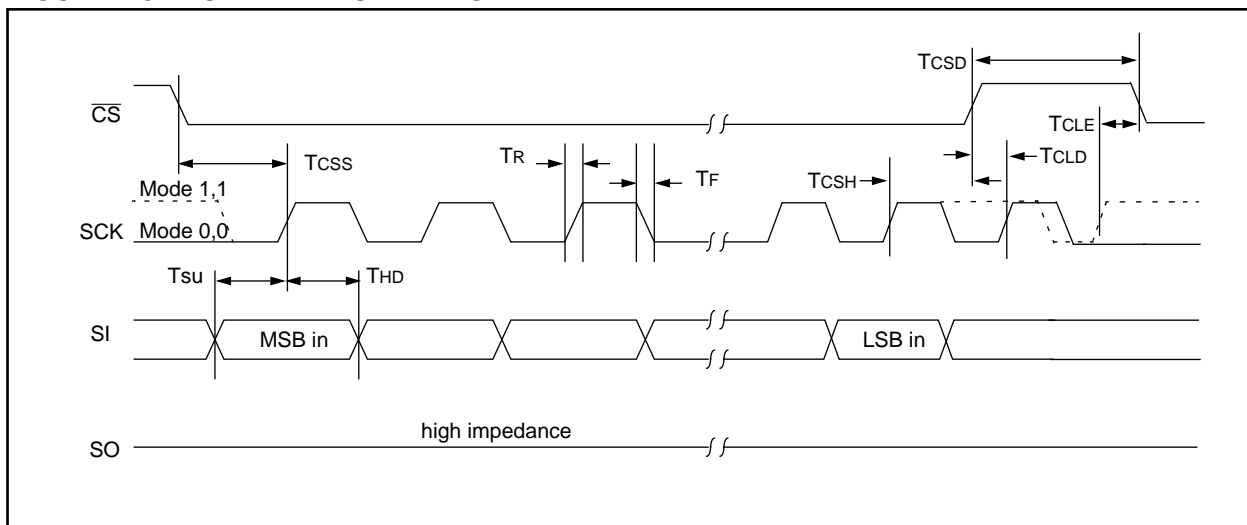 TCSD
CS
TCLE
TCSS
TR
TCLD
TF
TCSH
Mode 1,1
SCK
Mode 0,0
Tsu
THD
SI
MSB in
LSB in
high impedance
SO